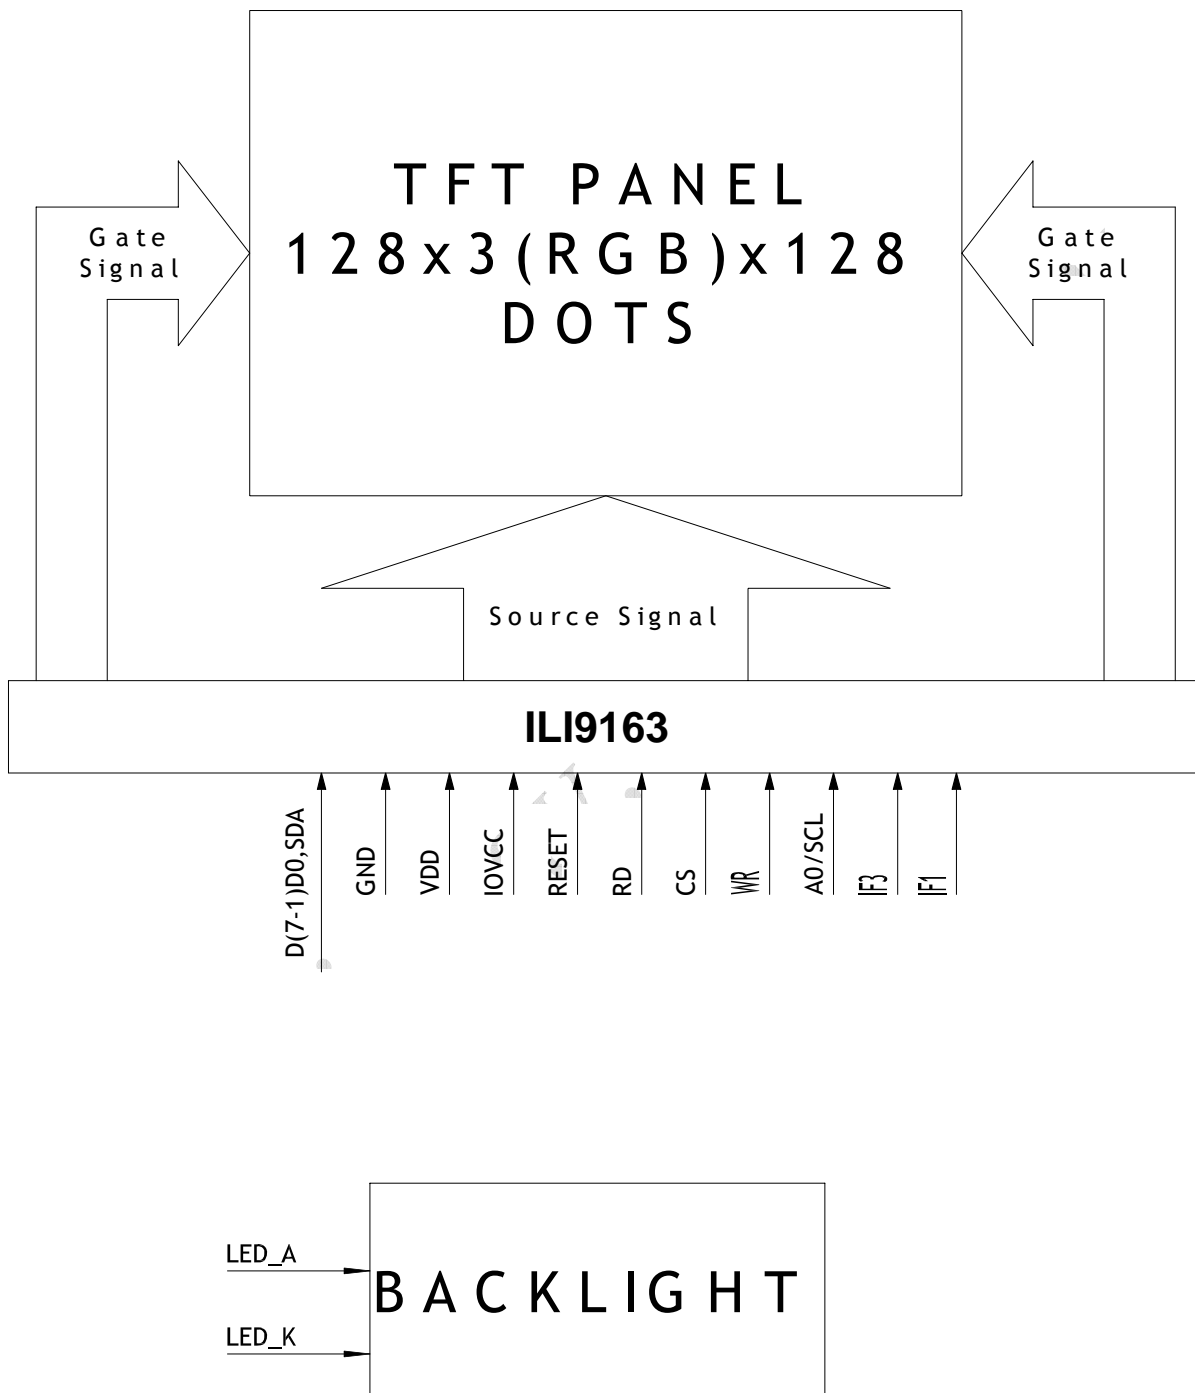 TFT PANEL
128x3(RGB)x128
DOTS
Gate
Signal
Gate
Signal
Source Signal
ILI9163
D(7-1)D0,SDA
GND
VDD
IOVCC
RESET
RD
CS
WR
A0/SCL
IF3
IF1
LED_A
BACKLIGHT
LED_K